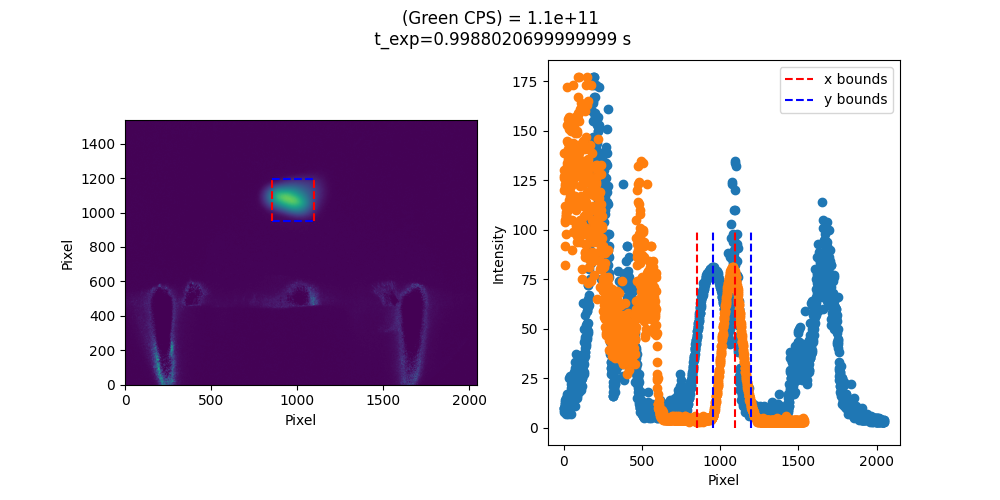 (Green CPS) = 1.1e+11
t_exp=0.9988020699999999 s
1400
1200
1000
800
600
400
200
0
Pixel
0 500 1000 1500 2000
Pixel
175
150
125
100
75
50
25
0
Intensity
0 500 1000 1500 2000
Pixel
x bounds
y bounds